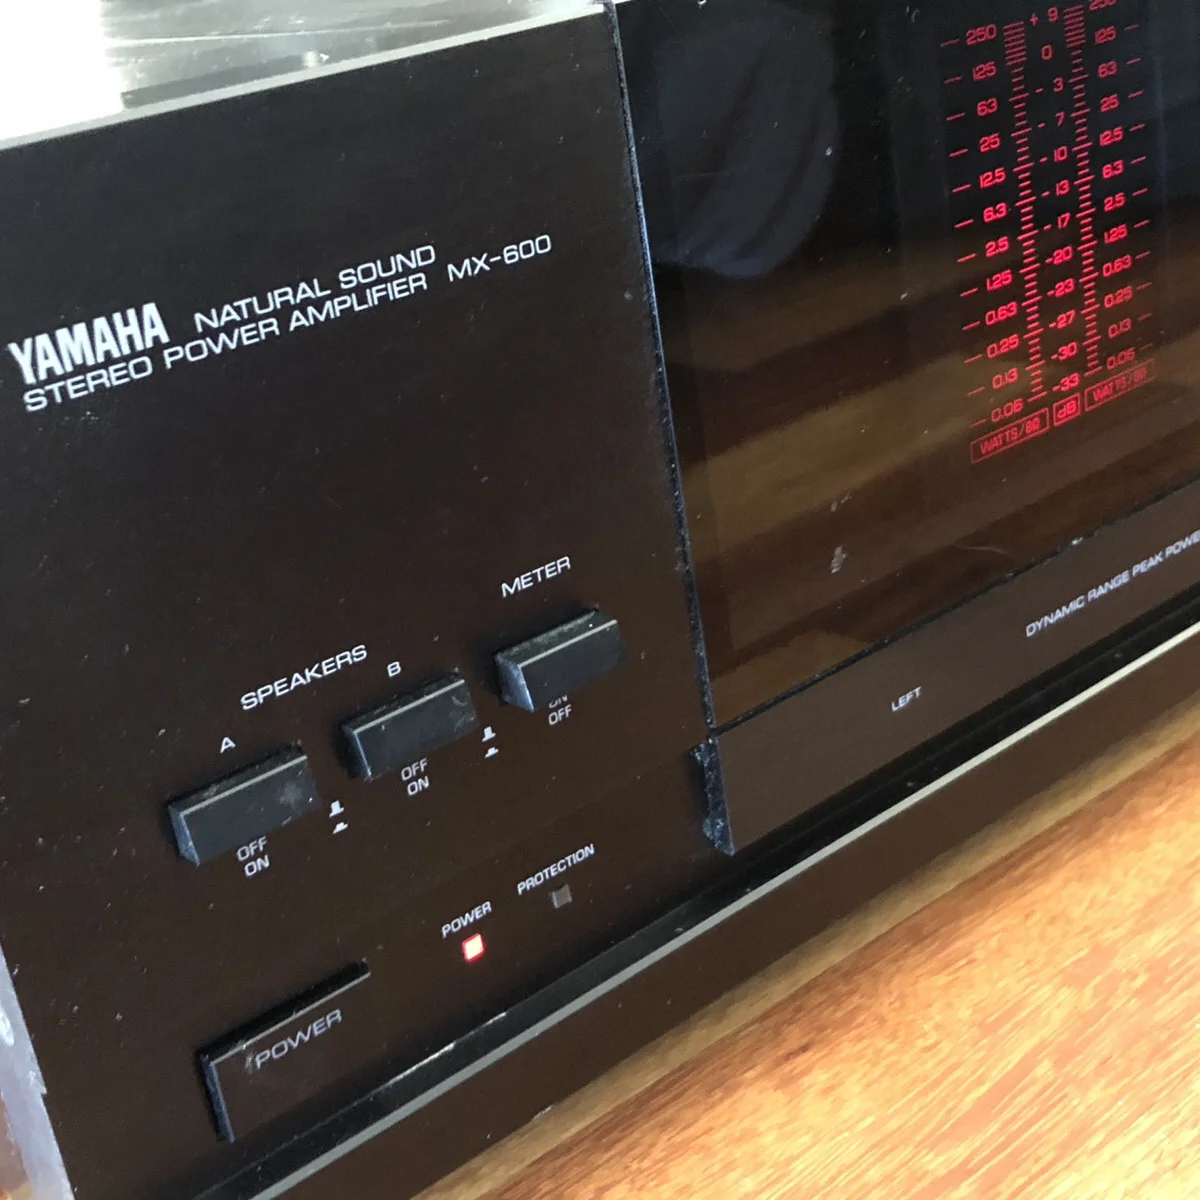 YAMAHA NATURAL SOUND
STEREO POWER AMPLIFIER MX-600
250 + 9 250
125 0 125
63 - 3 63
25 - 7 25
12.5 - 10 12.5
6.3 - 13 6.3
2.5 - 17 2.5
1.25 -20 1.25
0.63 -23 0.63
0.25 -27 0.25
0.13 -30 0.13
0.06 -33 0.06
WATTS/8Ω dB WATTS/8Ω
METER
ON
OFF
SPEAKERS
A B
OFF
ON
OFF
ON
LEFT
DYNAMIC RANGE PEAK POWE
POWER PROTECTION
POWER